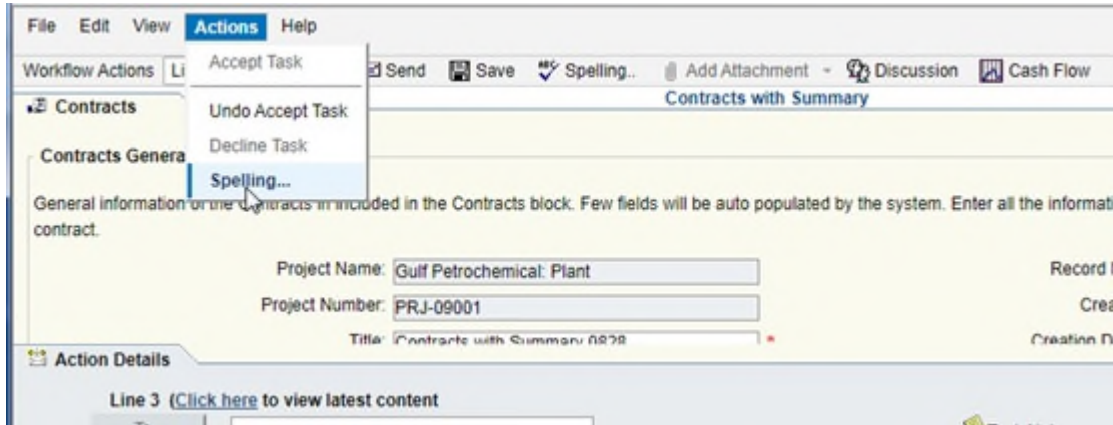 File Edit View Actions Help
Accept Task
Workflow Actions Li Send Save Spelling.. Add Attachment Discussion Cash Flow
Contracts Contracts with Summary
Undo Accept Task
Decline Task
Contracts Genera
Spelling...
General information of the Contracts in included in the Contracts block. Few fields will be auto populated by the system. Enter all the informati
contract.
Project Name: Gulf Petrochemical: Plant Record
Project Number: PRJ-09001 Crea
Title: Contracts with Summary 0828 * Creation D
Action Details
Line 3 (Click here to view latest content